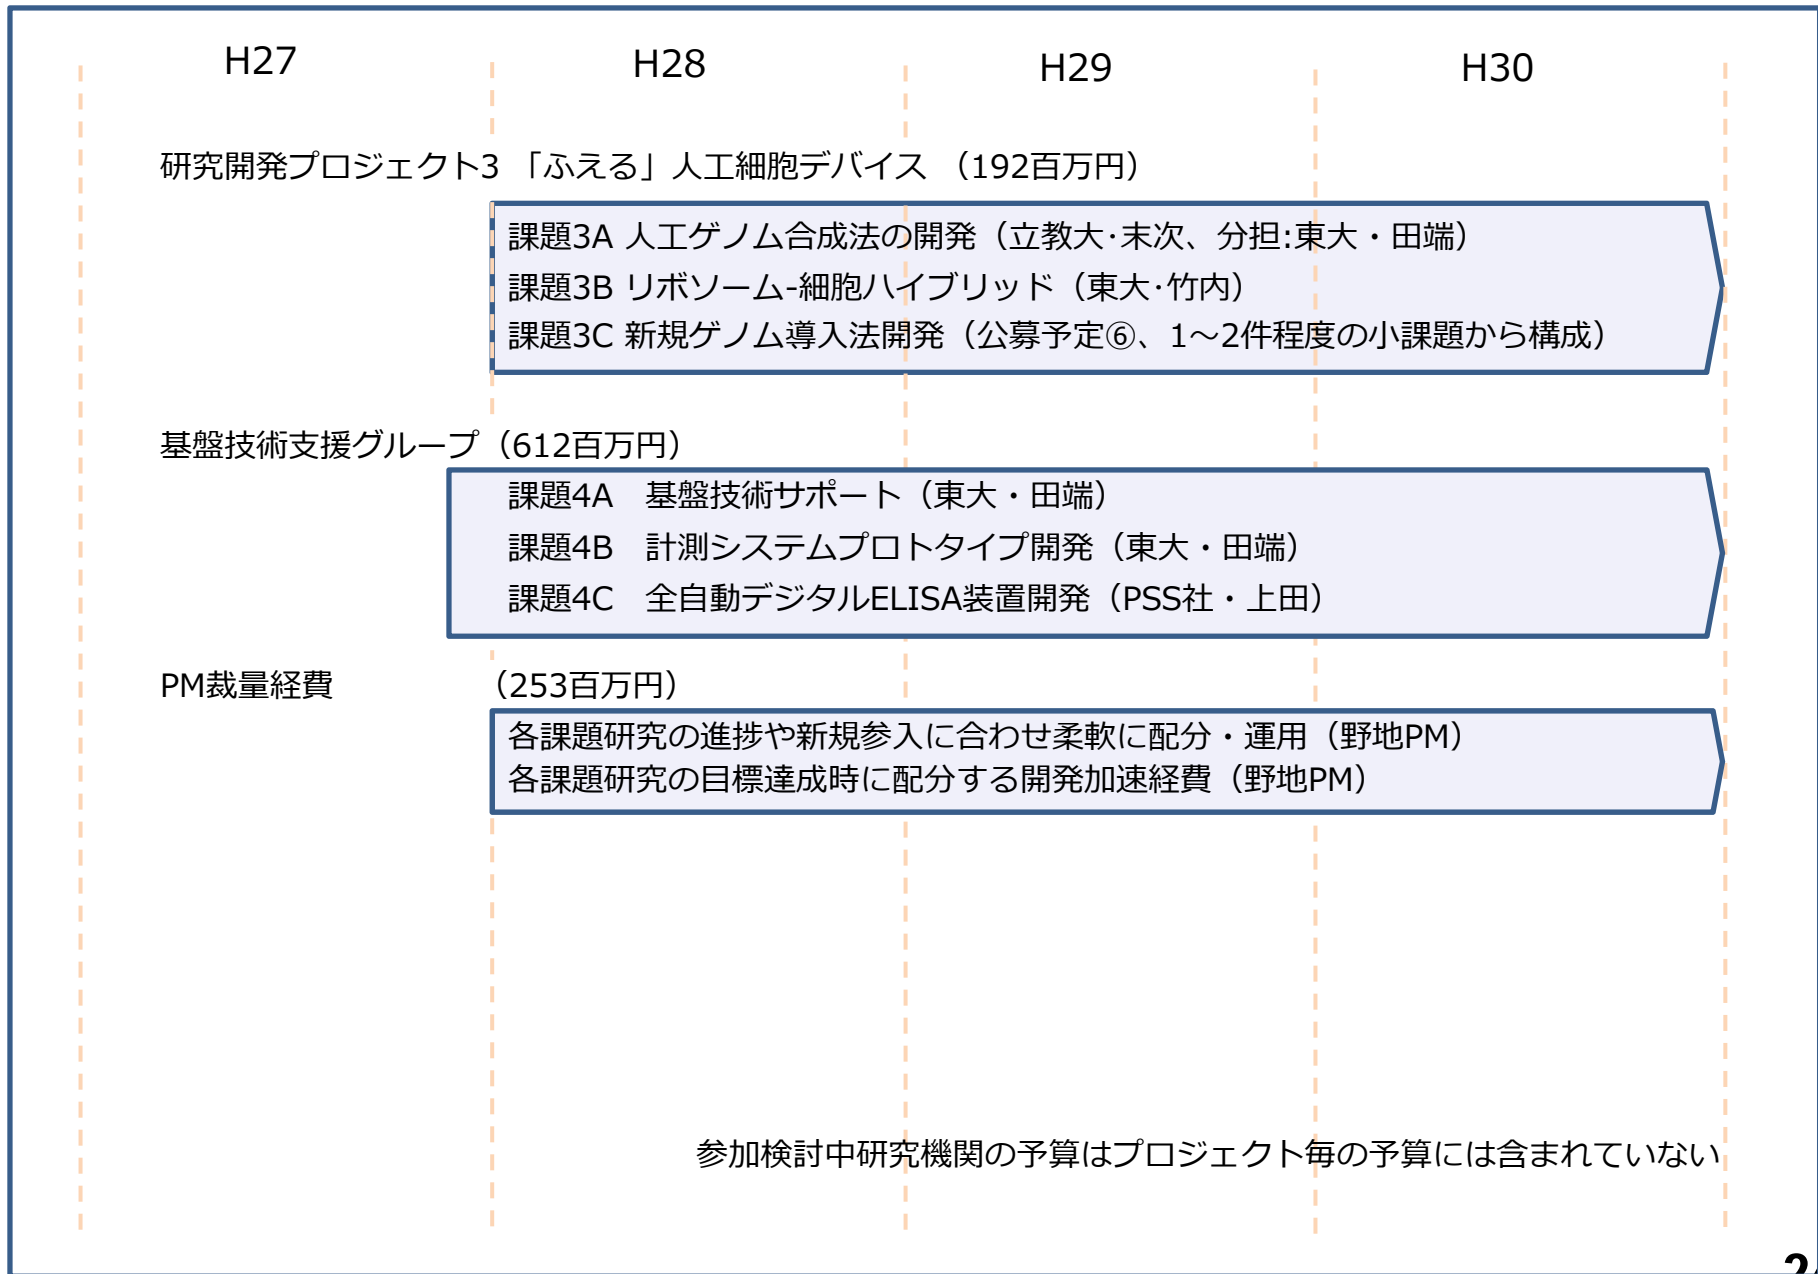 H27 H28 H29 H30
研究開発プロジェクト3 「ふえる」人工細胞デバイス （192百万円）
課題3A 人工ゲノム合成法の開発（立教大･末次、分担:東大・田端）
課題3B リボソーム-細胞ハイブリッド（東大･竹内）
課題3C 新規ゲノム導入法開発（公募予定⑥、1～2件程度の小課題から構成）
基盤技術支援グループ（612百万円）
課題4A 基盤技術サポート（東大・田端）
課題4B 計測システムプロトタイプ開発（東大・田端）
課題4C 全自動デジタルELISA装置開発（PSS社・上田）
PM裁量経費 （253百万円）
各課題研究の進捗や新規参入に合わせ柔軟に配分・運用（野地PM）
各課題研究の目標達成時に配分する開発加速経費（野地PM）
参加検討中研究機関の予算はプロジェクト毎の予算には含まれていない